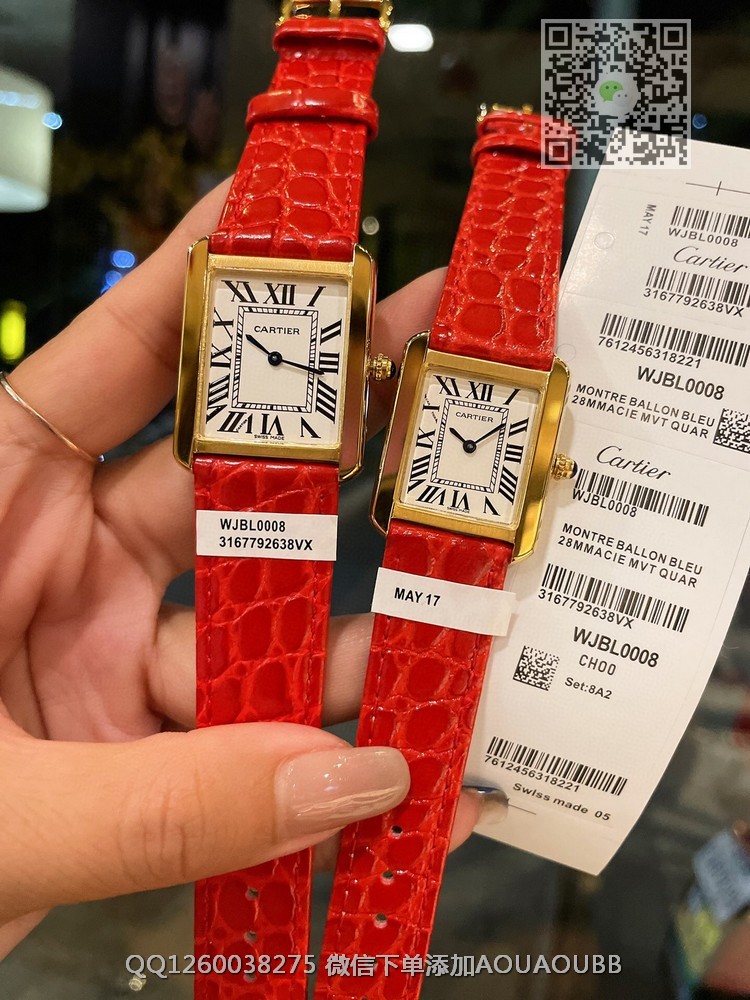 CARTIER
SWISS MADE
WJBL0008
3167792638VX
CARTIER
MAY 17
MAY 17
WJBL0008
Cartier
3167792638VX
7612456318221
WJBL0008
MONTRE BALLON BLEU
28MMACIE MVT QUAR
Cartier
WJBL0008
MONTRE BALLON BLEU
28MMACIE MVT QUAR
3167792638VX
WJBL0008
CH00
Set:8A2
7612456318221
Swiss made 05
QQ1260038275 微信下单添加AOUAOUBB